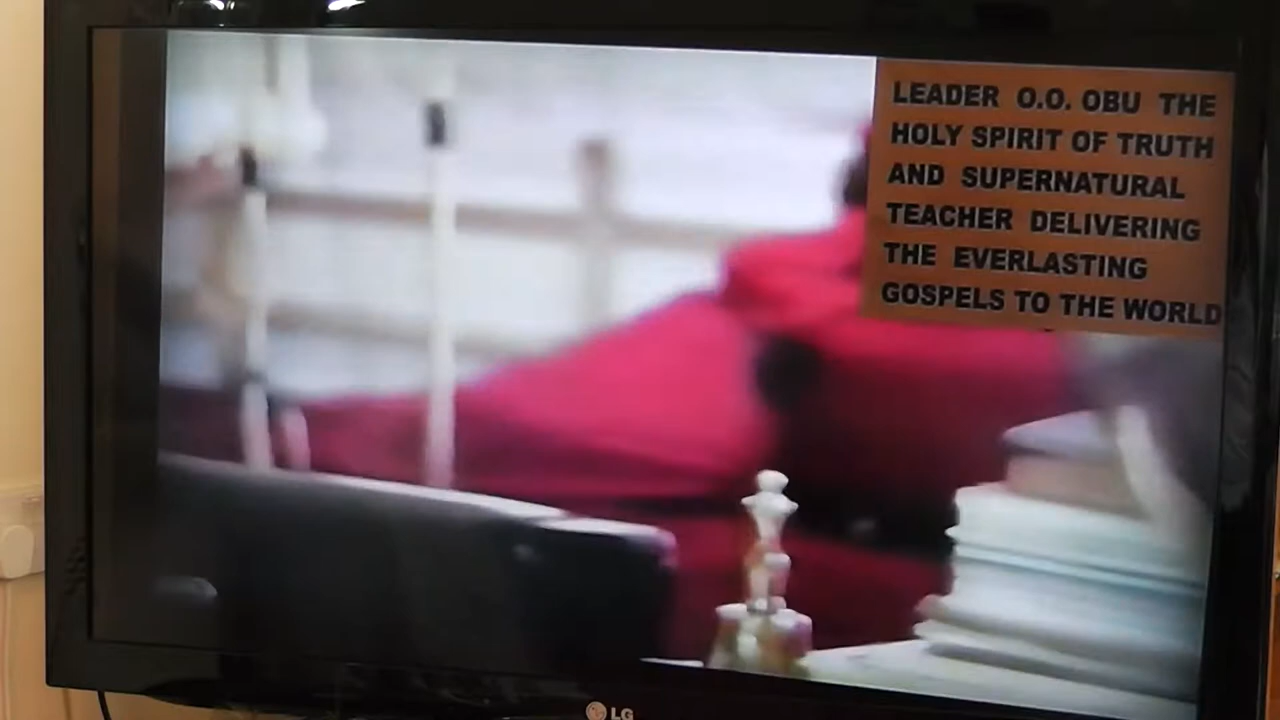 LEADER O.O. OBU THE
HOLY SPIRIT OF TRUTH
AND SUPERNATURAL
TEACHER DELIVERING
THE EVERLASTING
GOSPELS TO THE WORLD
LG